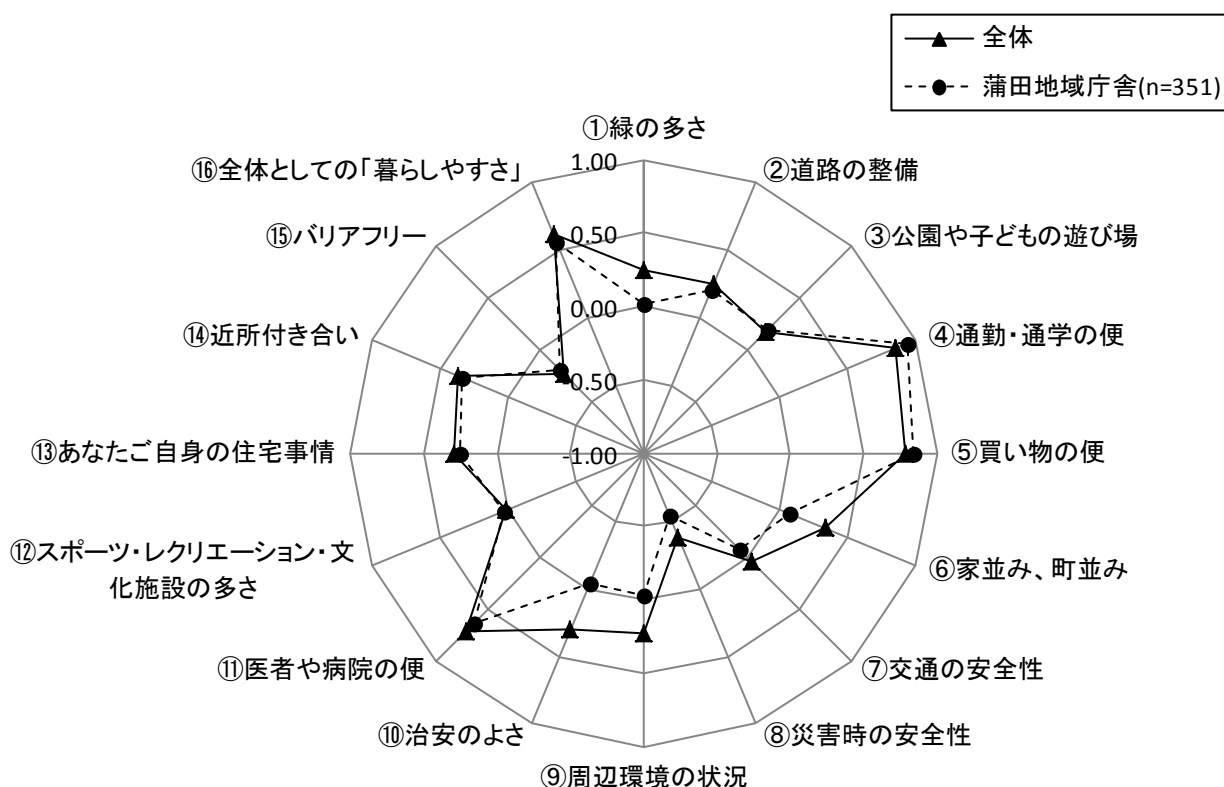 全体
蒲田地域庁舎(n=351)
①緑の多さ
②道路の整備
③公園や子どもの遊び場
④通勤・通学の便
⑤買い物の便
⑥家並み、町並み
⑦交通の安全性
⑧災害時の安全性
⑨周辺環境の状況
⑩治安のよさ
⑪医者や病院の便
⑫スポーツ・レクリエーション・文
化施設の多さ
⑬あなたご自身の住宅事情
⑭近所付き合い
⑮バリアフリー
⑯全体としての「暮らしやすさ」
1.00
0.50
0.00
-0.50
-1.00